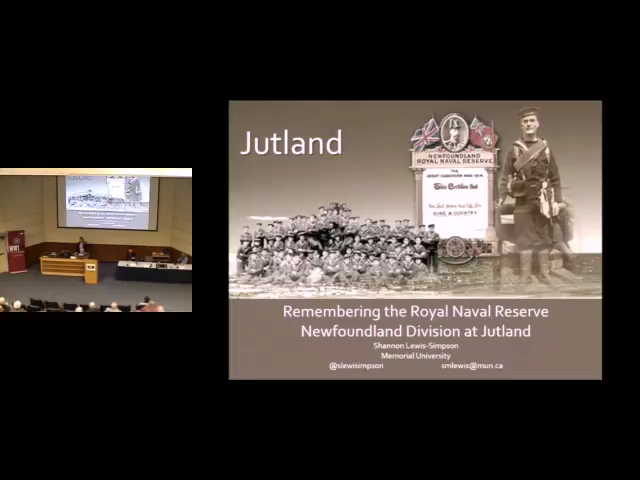 Jutland
NEWFOUNDLAND
ROYAL NAVAL RESERVE
KING & COUNTRY
Remembering the Royal Naval Reserve
Newfoundland Division at Jutland
Shannon Lewis-Simpson
Memorial University
@slewisimpson smlewis@mun.ca